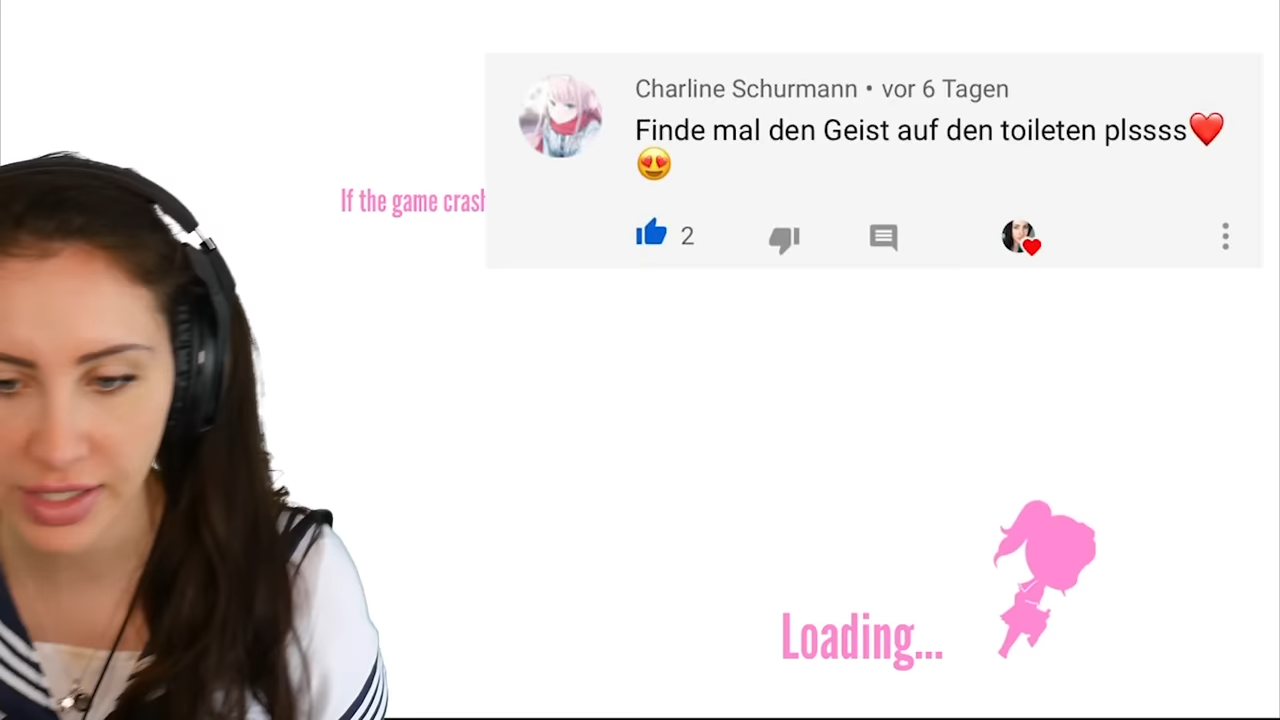 Charline Schurmann • vor 6 Tagen
Finde mal den Geist auf den toileten plssss❤️
😍
If the game crash
2
Loading...